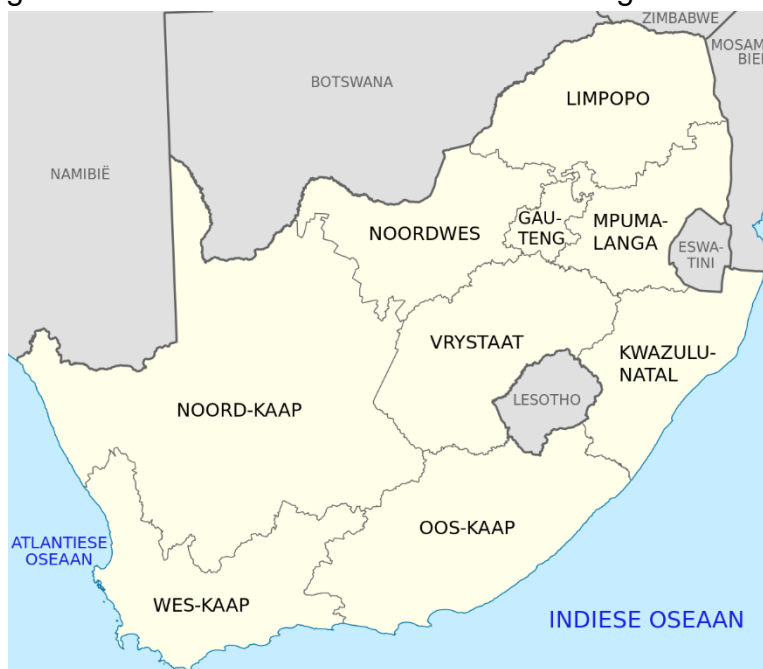 ZIMBABWE
MOSAM-
BIEK
BOTSWANA
LIMPOPO
NAMIBIË
GAU-
TENG
MPUMA-
LANGA
NOORDWES
ESWA-
TINI
VRYSTAAT
KWAZULU-
NATAL
LESOTHO
NOORD-KAAP
OOS-KAAP
ATLANTIESE
OSEAAN
WES-KAAP
INDIESE OSEAAN